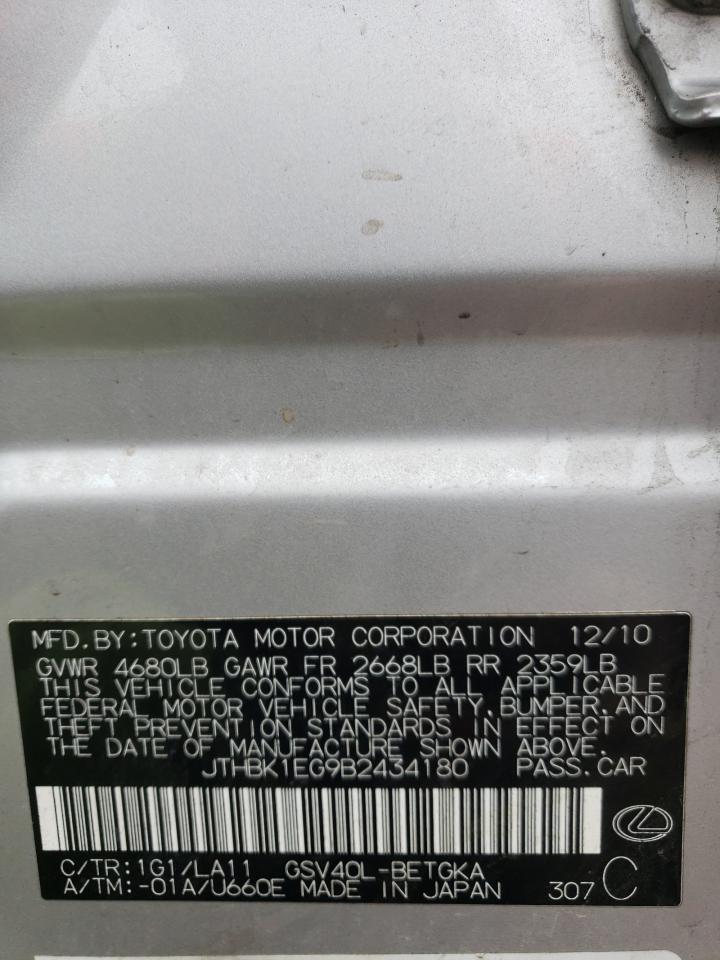 MFD.BY:TOYOTA MOTOR CORPORATION 12/10
GVWR 4680LB GAWR FR 2668LB RR 2359LB
THIS VEHICLE CONFORMS TO ALL APPLICABLE
FEDERAL MOTOR VEHICLE SAFETY,BUMPER,AND
THEFT PREVENTION STANDARDS IN EFFECT ON
THE DATE OF MANUFACTURE SHOWN ABOVE.
JTHBK1EG9B2434180 PASS.CAR
C/TR:1G1/LA11 GSV40L-BETGKA
A/TM:-01A/U660E MADE IN JAPAN 307 C